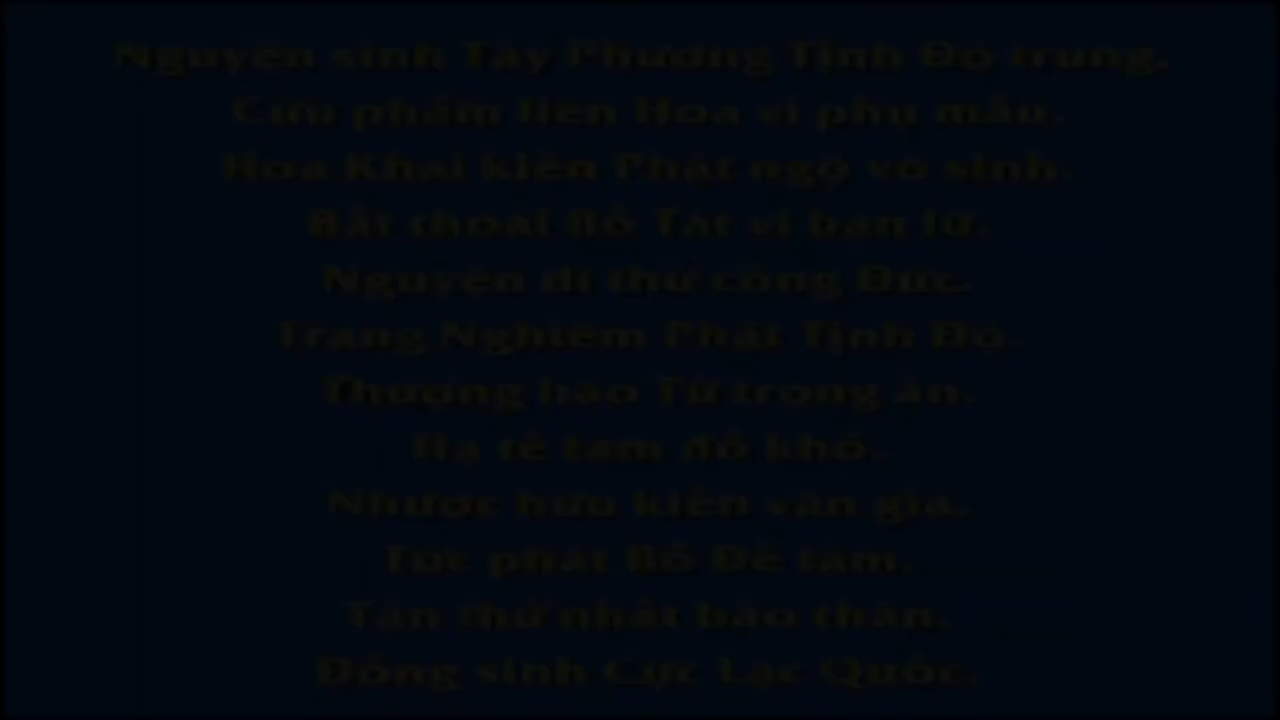 Nguyện sinh Tây Phương Tịnh Độ trung.
Cửu phẩm liên Hoa vi phụ mẫu.
Hoa Khai kiến Phật ngộ vô sinh.
Bất thoái Bồ Tát vi bạn lữ.
Nguyện dĩ thử công Đức.
Trang Nghiêm Phật Tịnh Độ.
Thượng báo Tứ trọng ân.
Hạ tế tam đồ khổ.
Nhược hữu kiến văn giả.
Tức phát Bồ Đề tâm.
Tận thử nhất báo thân.
Đồng sinh Cực Lạc Quốc.